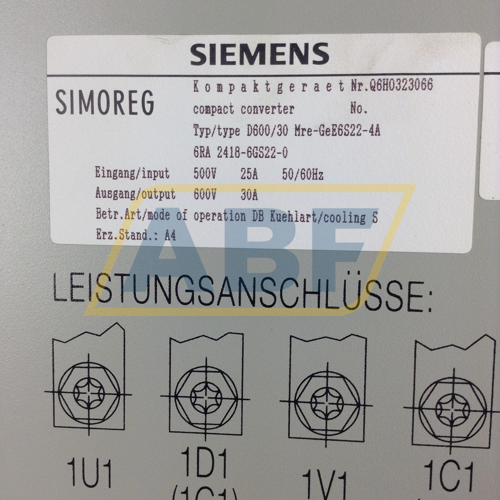 SIEMENS
SIMOREG
Kompaktgeraet Nr.Q6H0323066
compact converter No.
Typ/type D600/30 Mre-GeE6S22-4A
6RA 2418-6GS22-0
Eingang/input 500V 25A 50/60Hz
Ausgang/output 600V 30A
Betr.Art/mode of operation DB Kuehlart/cooling S
Erz.Stand.: A4
ABF
LEISTUNGSANSCHLÜSSE:
1U1 1D1 1V1 1C1
(1C1)